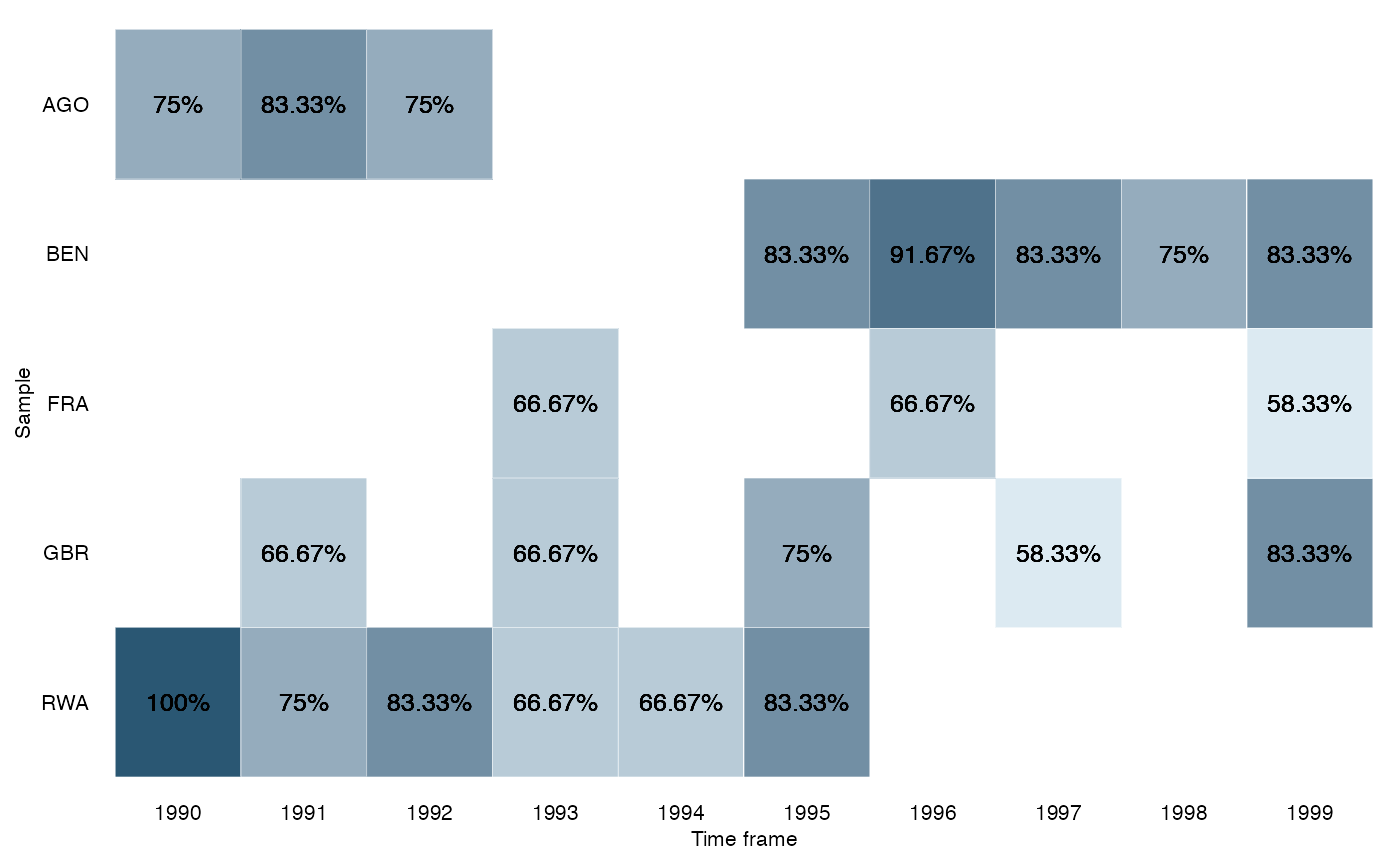 AGO 75% 83.33% 75%
BEN 83.33% 91.67% 83.33% 75% 83.33%
Sample
FRA 66.67% 66.67% 58.33%
GBR 66.67% 66.67% 75% 58.33% 83.33%
RWA 100% 75% 83.33% 66.67% 66.67% 83.33%
1990 1991 1992 1993 1994 1995 1996 1997 1998 1999
Time frame